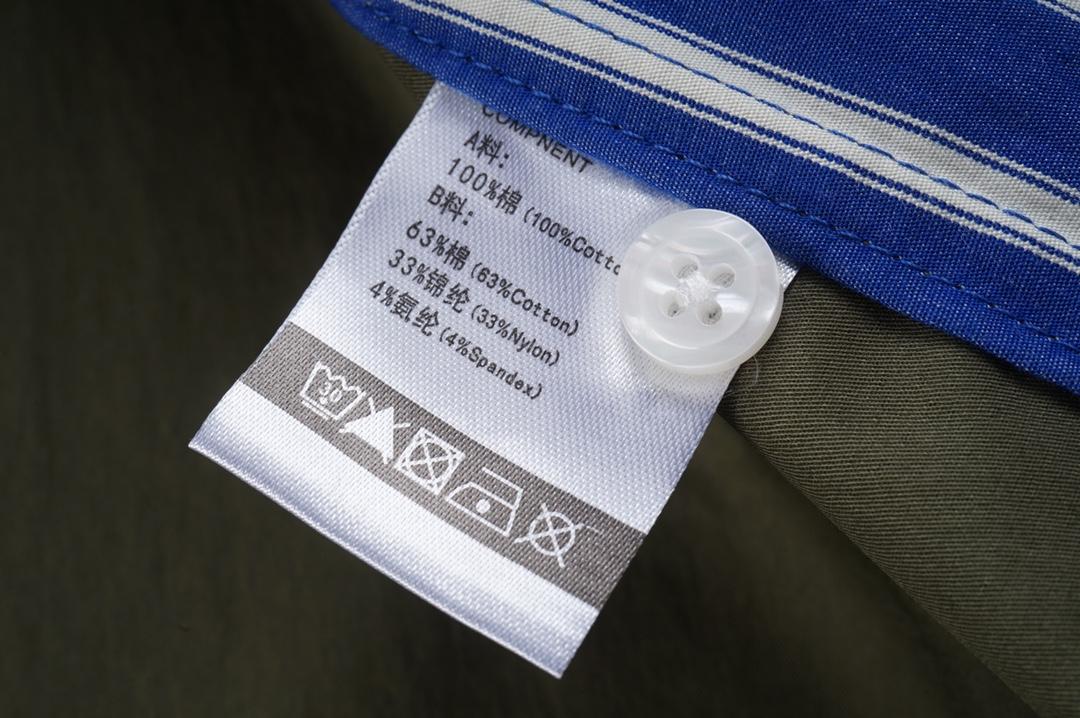 COMPNENT
A料:
100%棉 (100%Cotto
B料:
63%棉 (63%Cotton)
33%锦纶 (33%Nylon)
4%氨纶 (4%Spandex)
30